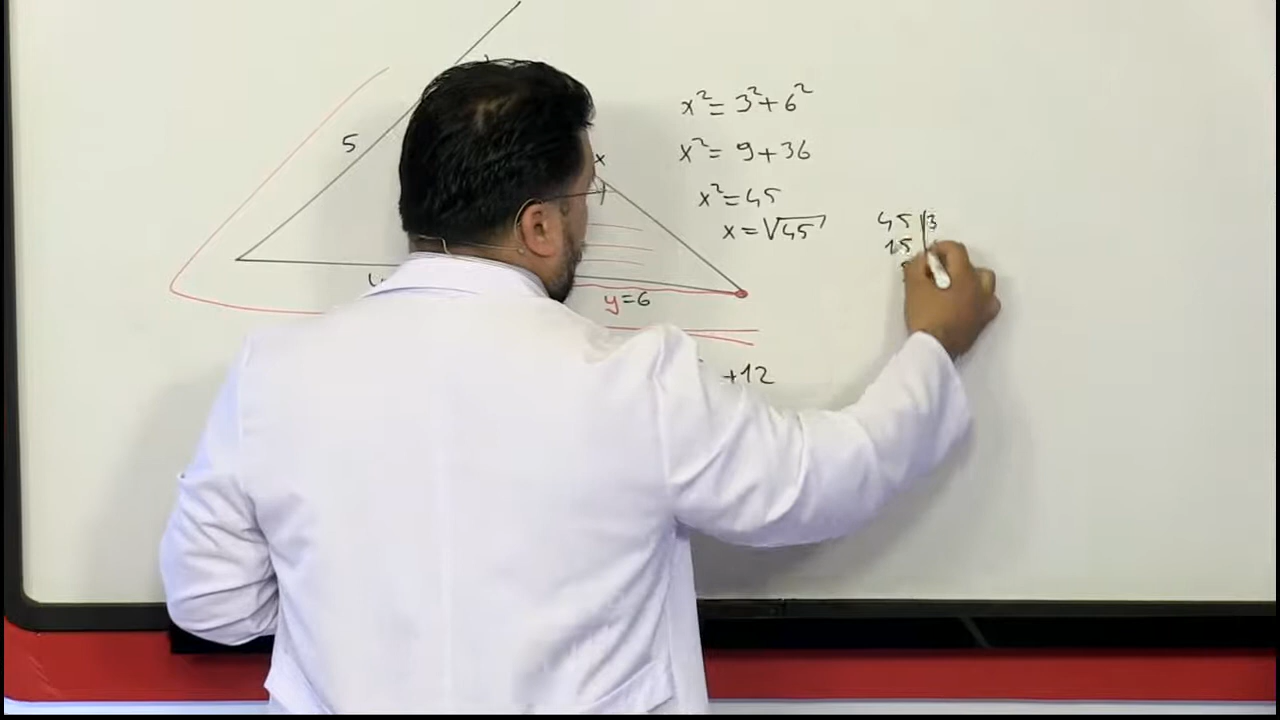 5
x
x² = 3² + 6²
x² = 9 + 36
x² = 45
x = √45
45 | 3
15
y = 6
+12